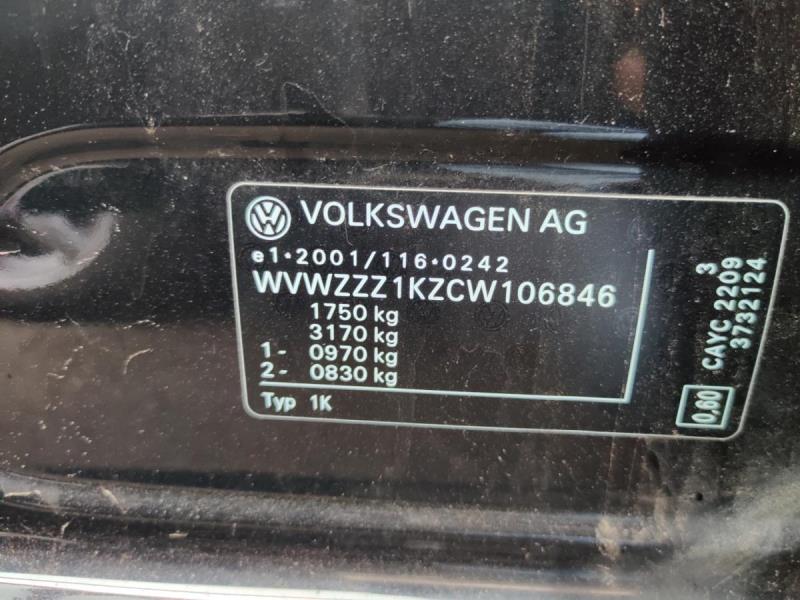 VOLKSWAGEN AG
e1*2001/116*0242
WVWZZZ1KZCW106846
1750 kg
3170 kg
1- 0970 kg
2- 0830 kg
Typ 1K
3
CAYC 2209
3732124
0.60